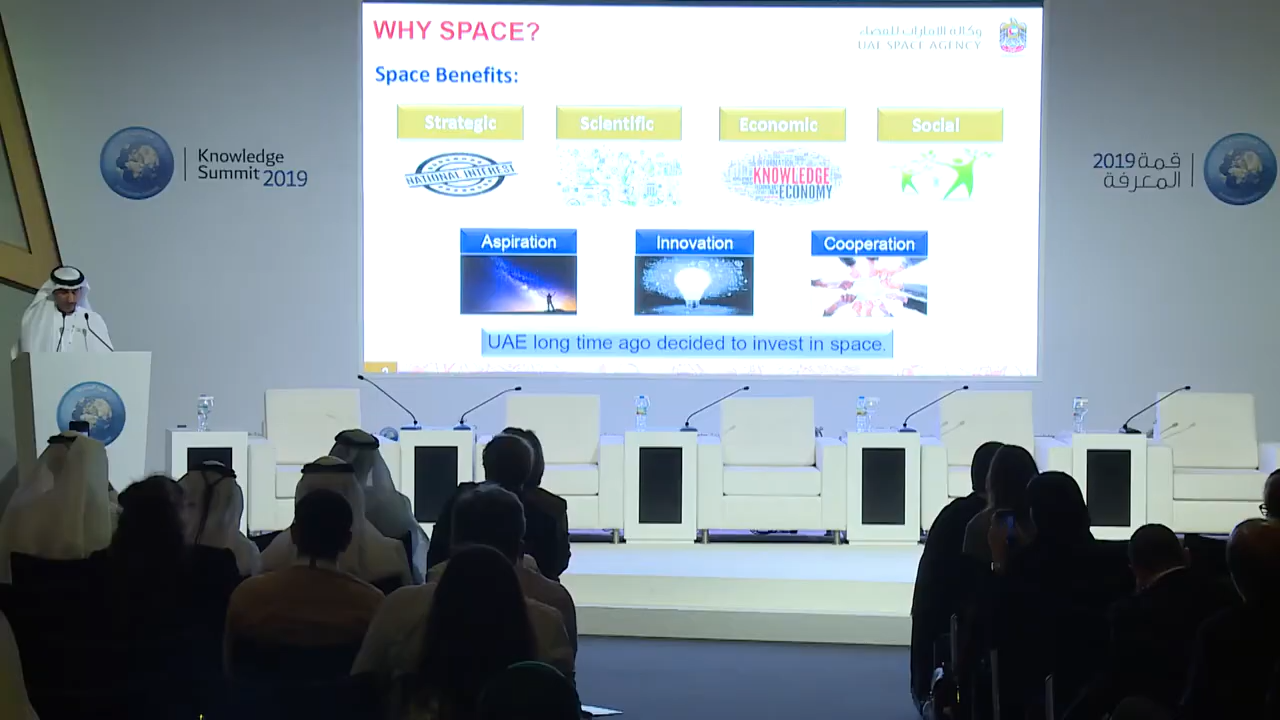 WHY SPACE?
وكالة الإمارات للفضاء
UAE SPACE AGENCY
Space Benefits:
Strategic
Scientific
Economic
Social
NATIONAL INTEREST
INFORMATION
KNOWLEDGE
ECONOMY
Aspiration
Innovation
Cooperation
UAE long time ago decided to invest in space.
Knowledge
Summit 2019
قمة 2019
المعرفة